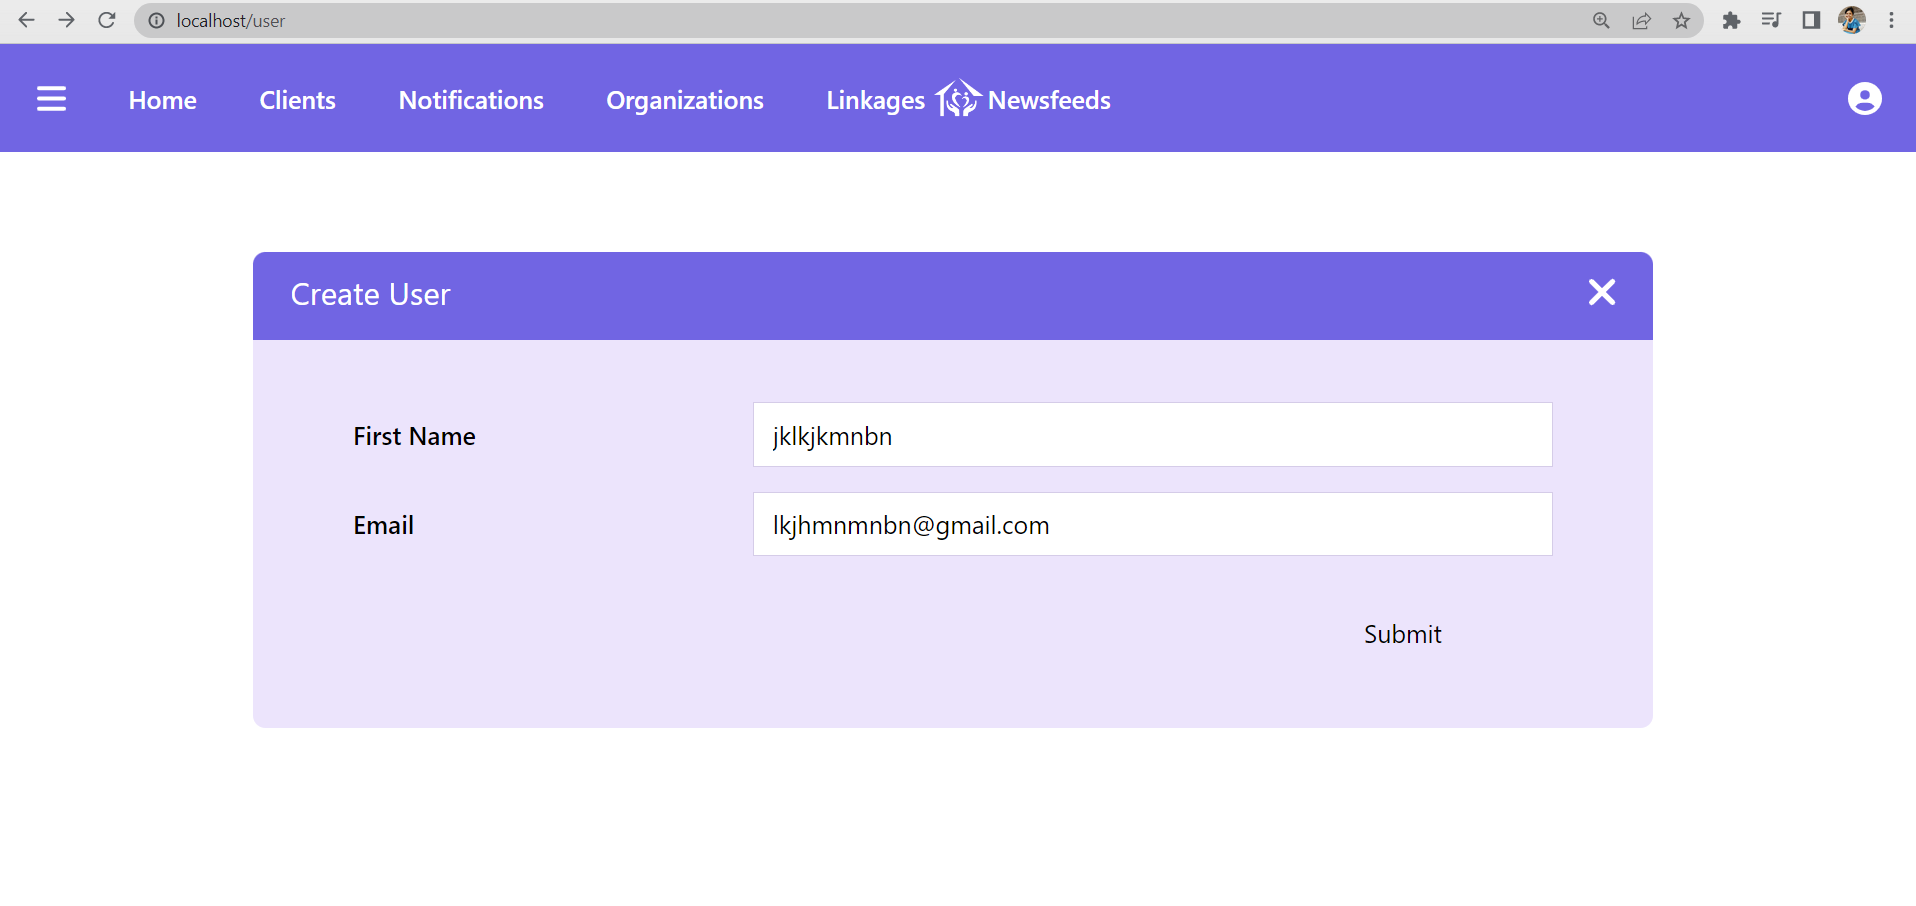 localhost/user
Home Clients Notifications Organizations Linkages Newsfeeds
Create User
First Name jklkjkmnbn
Email lkjhmnmnbn@gmail.com
Submit